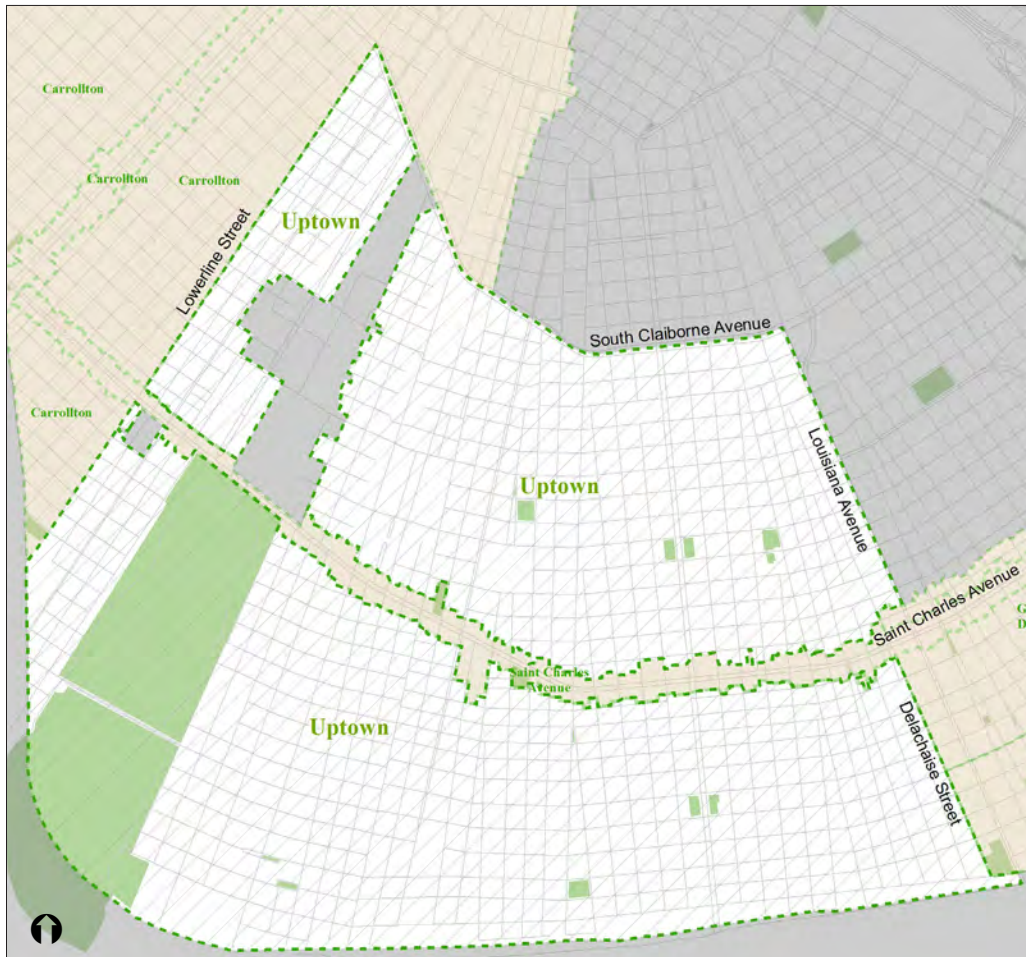 Carrollton
Carrollton
Carrollton
Uptown
Lowerline Street
South Claiborne Avenue
Carrollton
Louisiana Avenue
Uptown
Saint Charles Avenue
G
D
Saint Charles
Avenue
Uptown
Delachaise Street